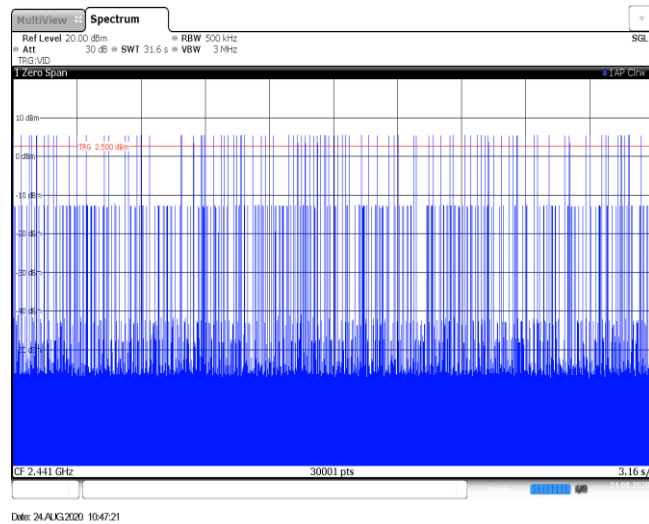 MultiView Spectrum
Ref Level 20.00 dBm RBW 500 kHz SGL
Att 30 dB SWT 31.6 s VBW 3 MHz
TRG:VID
1 Zero Span 1AP Clrw
10 dBm
TRG 2.500 dBm
0 dBm
-10 dBm
-20 dBm
-30 dBm
-40 dBm
CF 2.441 GHz 30001 pts 3.16 s/
Date: 24.AUG.2020 10:47:21